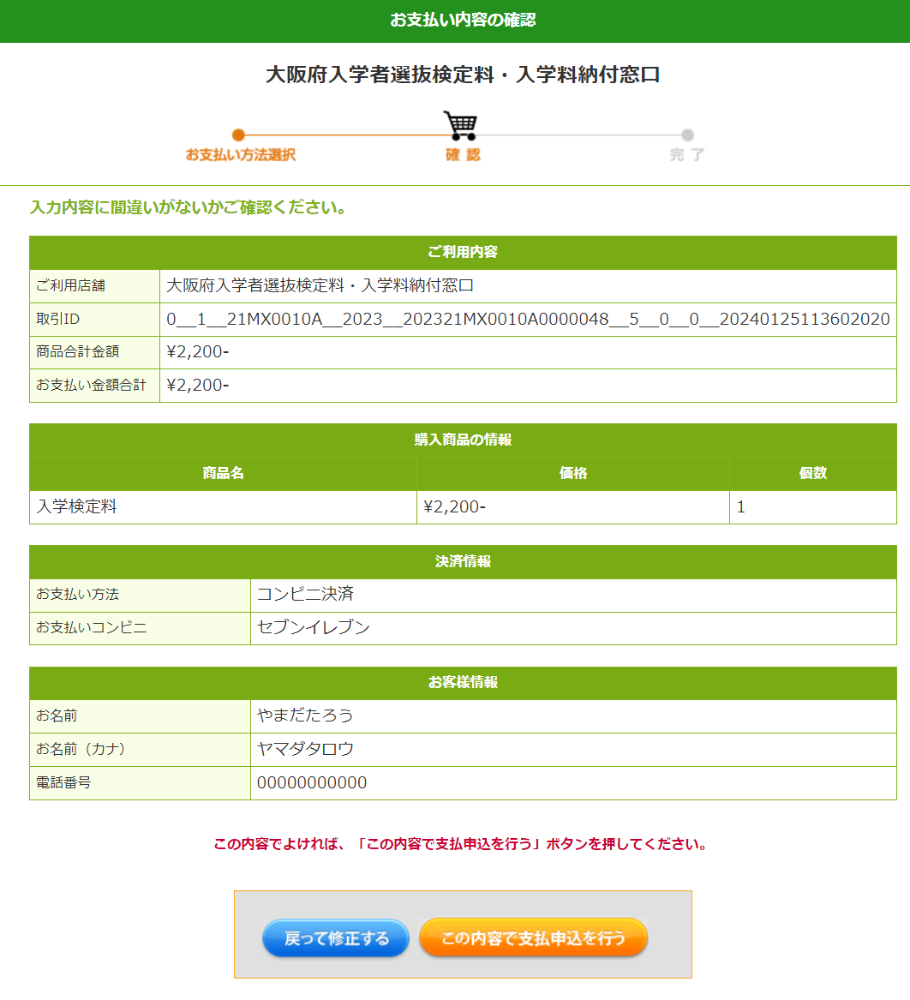 お支払い内容の確認
大阪府入学者選抜検定料・入学料納付窓口
お支払い方法選択
確 認
完 了
入力内容に間違いがないかご確認ください。
ご利用内容
ご利用店舗 大阪府入学者選抜検定料・入学料納付窓口
取引ID 0__1__21MX0010A__2023__202321MX0010A0000048__5__0__0__20240125113602020
商品合計金額 ¥2,200-
お支払い金額合計 ¥2,200-
購入商品の情報
商品名 価格 個数
入学検定料 ¥2,200- 1
決済情報
お支払い方法 コンビニ決済
お支払いコンビニ セブンイレブン
お客様情報
お名前 やまだたろう
お名前（カナ） ヤマダタロウ
電話番号 00000000000
この内容でよければ、「この内容で支払申込を行う」ボタンを押してください。
戻って修正する この内容で支払申込を行う